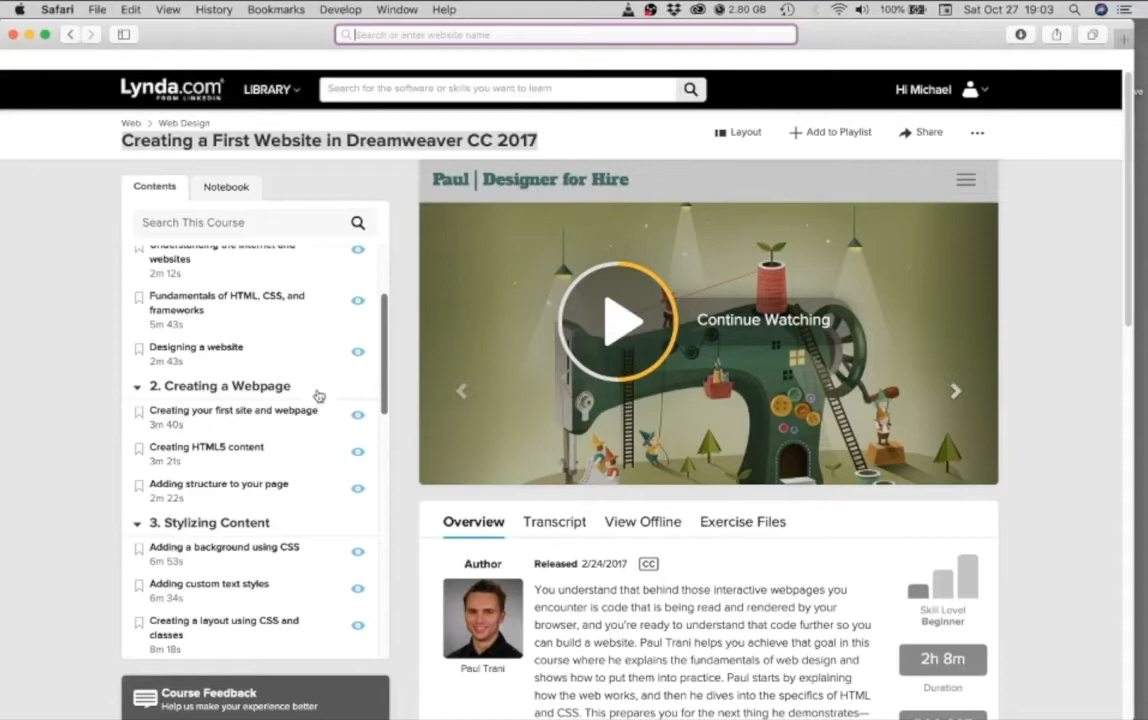 Safari File Edit View History Bookmarks Develop Window Help 2.80 GB 100% Sat Oct 27 19:03
Search or enter website name
Lynda.com
FROM LINKEDIN
LIBRARY
Search for the software or skills you want to learn
Hi Michael
Web > Web Design
Creating a First Website in Dreamweaver CC 2017
Layout
Add to Playlist
Share
Contents
Notebook
Search This Course
Understanding the internet and
websites
2m 12s
Fundamentals of HTML, CSS, and
frameworks
5m 43s
Designing a website
2m 43s
2. Creating a Webpage
Creating your first site and webpage
3m 40s
Creating HTML5 content
3m 21s
Adding structure to your page
2m 22s
3. Stylizing Content
Adding a background using CSS
6m 53s
Adding custom text styles
6m 34s
Creating a layout using CSS and
classes
8m 18s
Course Feedback
Help us make your experience better
Paul | Designer for Hire
Continue Watching
Overview
Transcript
View Offline
Exercise Files
Author
Paul Trani
Released 2/24/2017 CC
You understand that behind those interactive webpages you
encounter is code that is being read and rendered by your
browser, and you're ready to understand that code further so you
can build a website. Paul Trani helps you achieve that goal in this
course where he explains the fundamentals of web design and
shows how to put them into practice. Paul starts by explaining
how the web works, and then he dives into the specifics of HTML
and CSS. This prepares you for the next thing he demonstrates—
Skill Level
Beginner
2h 8m
Duration